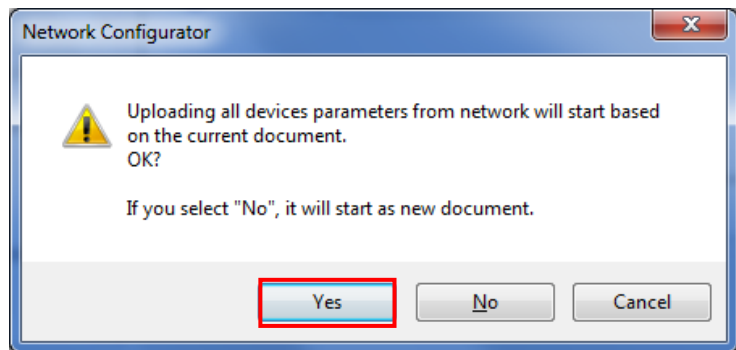 Network Configurator
Uploading all devices parameters from network will start based
on the current document.
OK?
If you select "No", it will start as new document.
Yes No Cancel